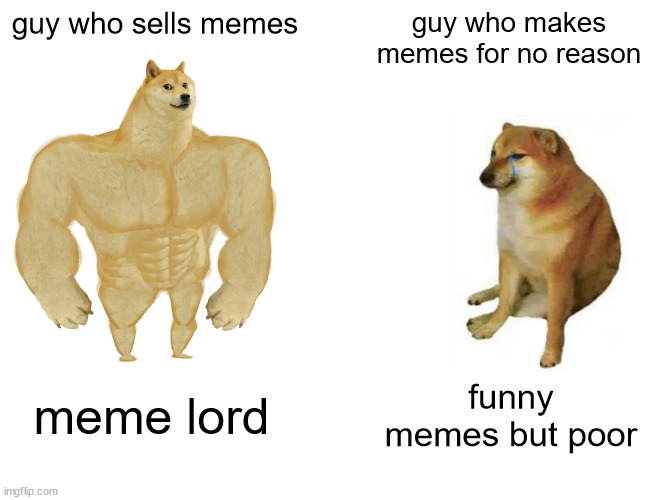 guy who sells memes
guy who makes
memes for no reason
meme lord
funny
memes but poor
imgflip.com